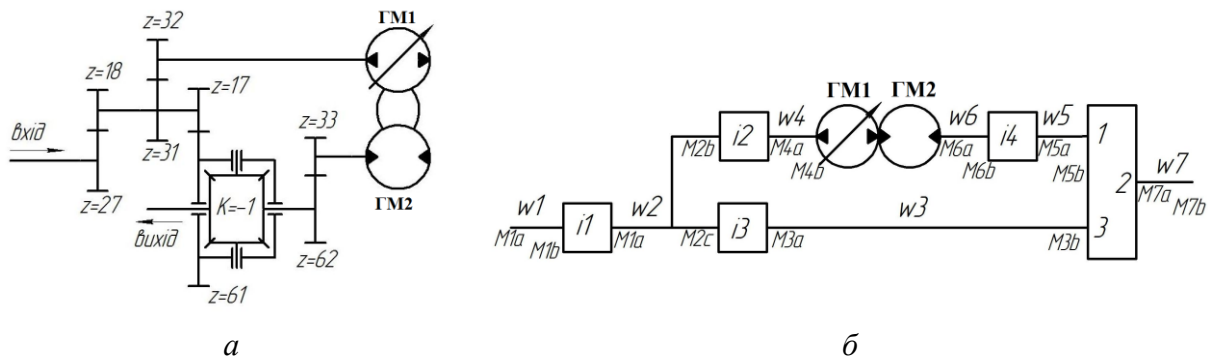 z=32
ГМ1
z=18
z=17
вхід
z=33
z=31
K=-1
ГМ2
z=27
вихід
z=62
z=61
а
ГМ1 ГМ2
i2
w4
w6
i4
w5
M2b
M4a
M4b
M6a
M6b
M5a
M5b
1
w7
2
M7a
M7b
w1
i1
w2
i3
w3
M1a
M1b
M1a
M2c
M3a
M3b
3
б